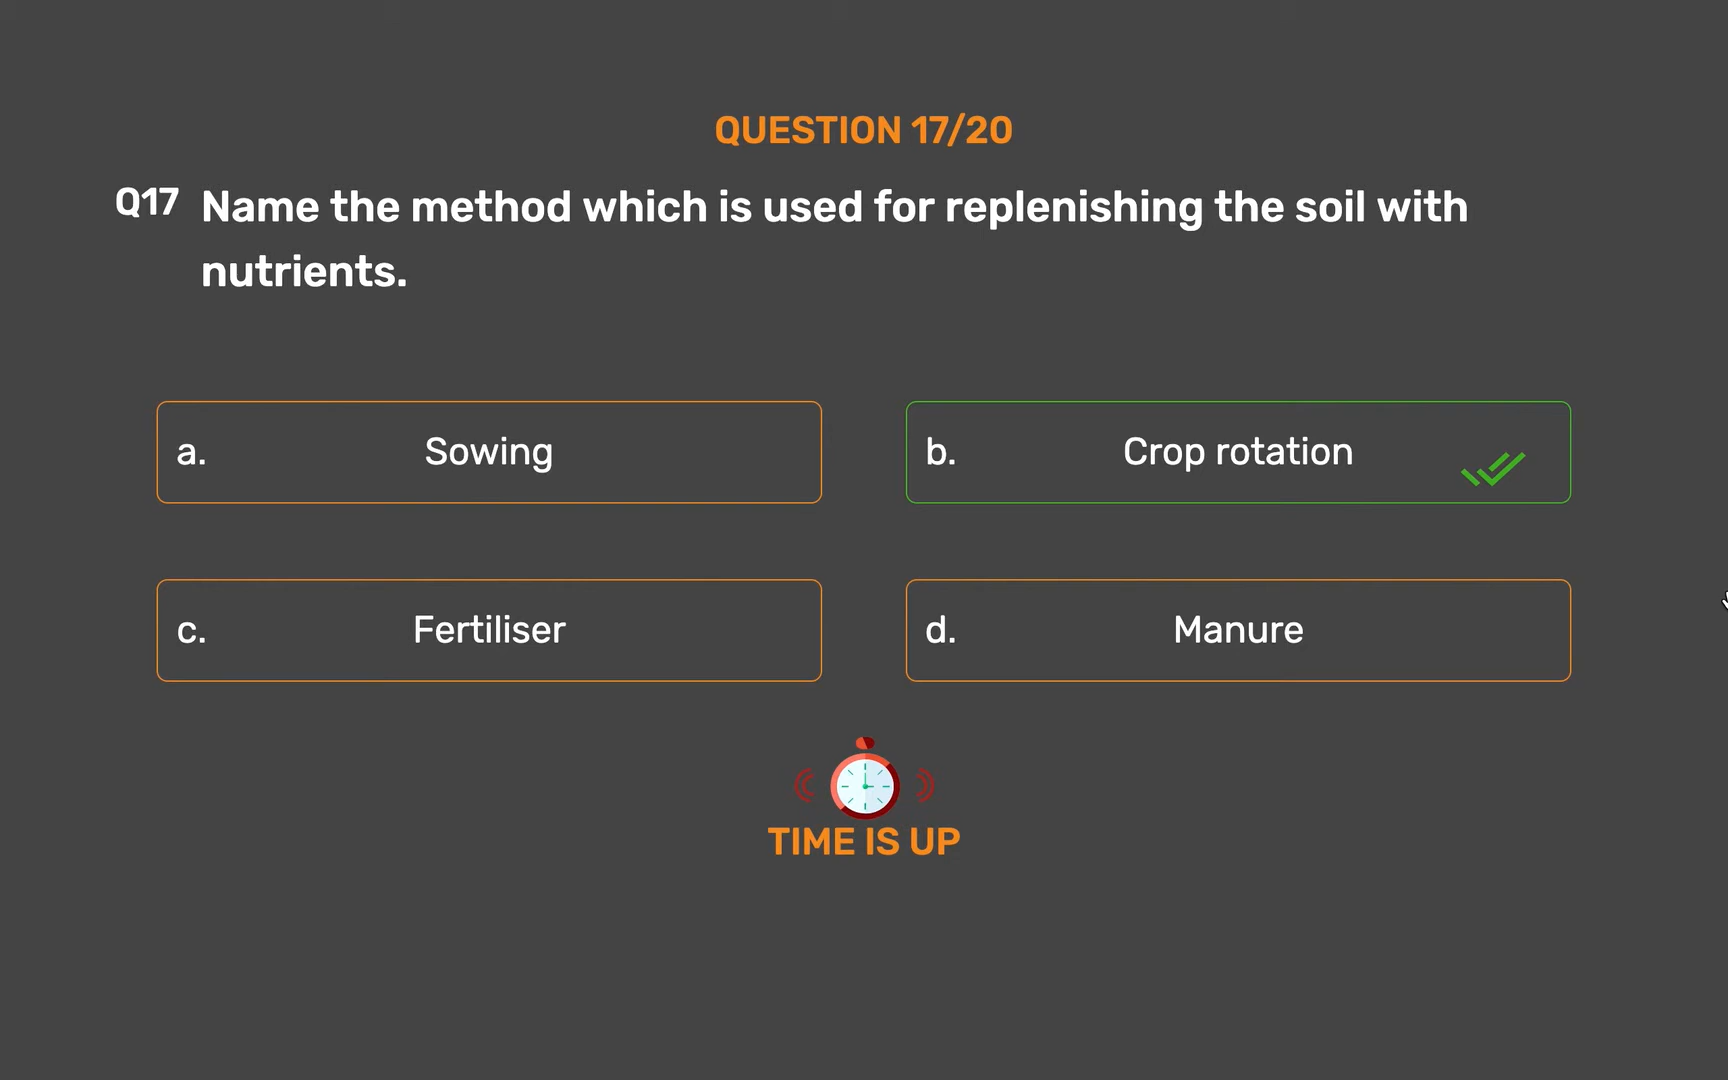 QUESTION 17/20
Q17 Name the method which is used for replenishing the soil with
nutrients.
a. Sowing
b. Crop rotation
c. Fertiliser
d. Manure
TIME IS UP